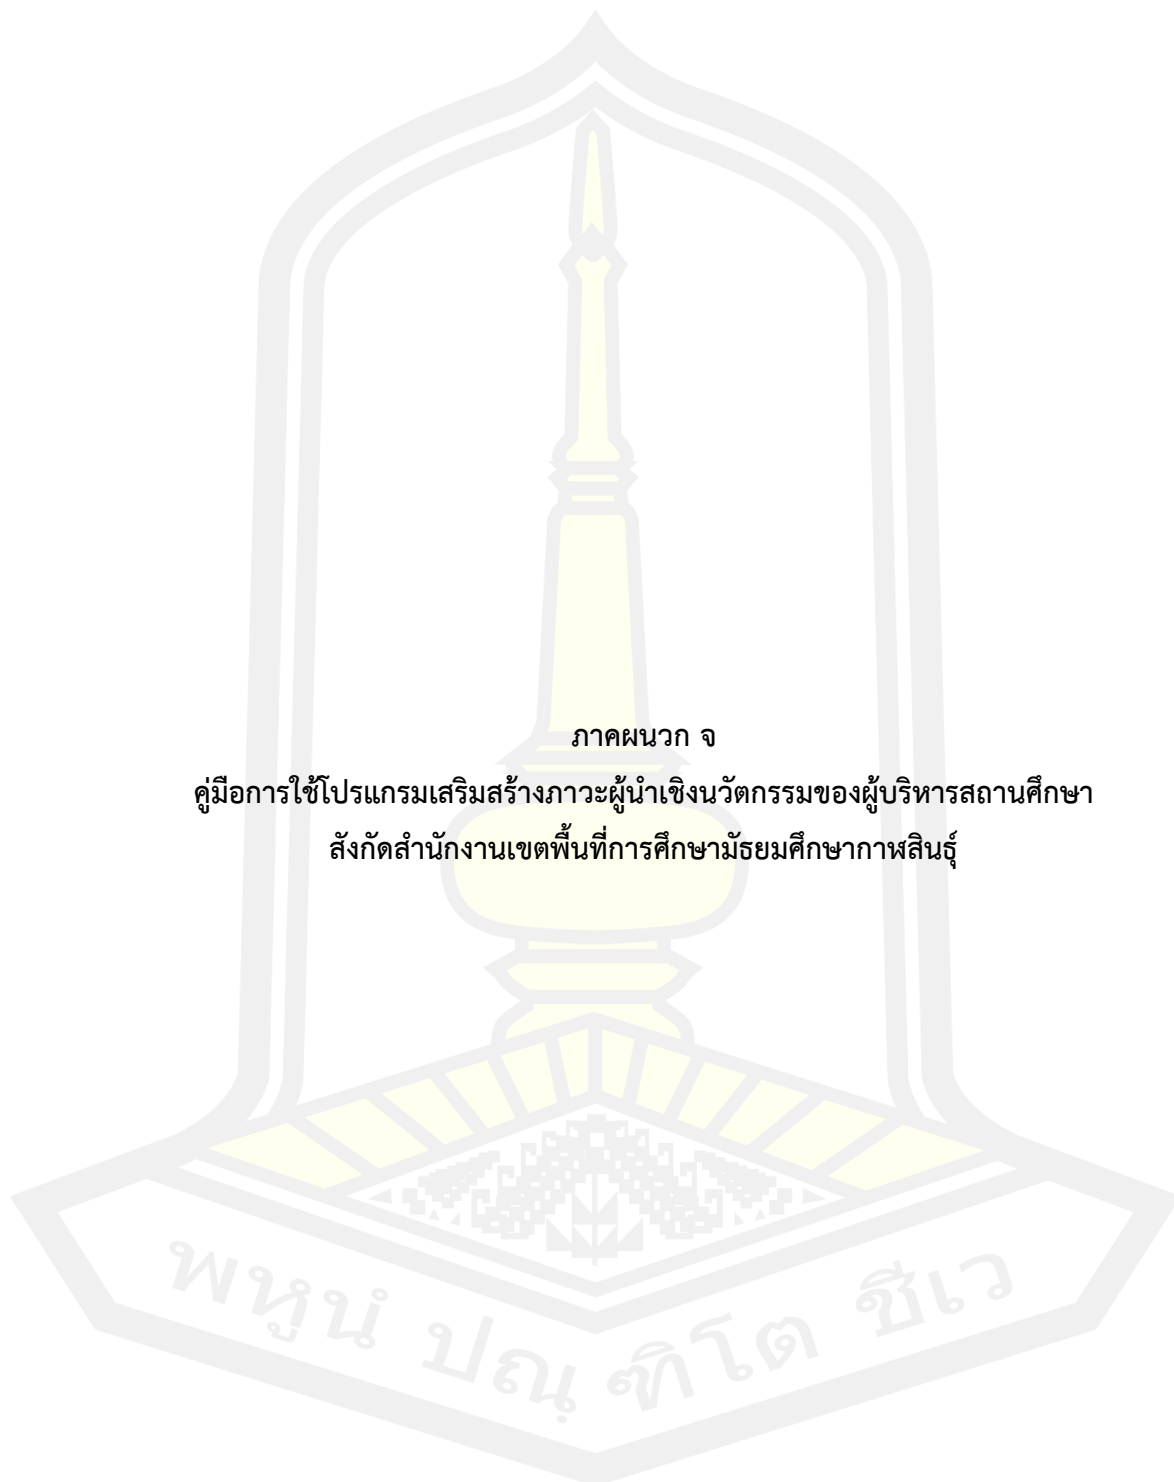 ภาคผนวก จ
คู่มือการใช้โปรแกรมเสริมสร้างภาวะผู้นำเชิงนวัตกรรมของผู้บริหารสถานศึกษา
สังกัดสำนักงานเขตพื้นที่การศึกษามัธยมศึกษากาฬสินธุ์
พหูนํ ปณฺฑิโต ชีเว